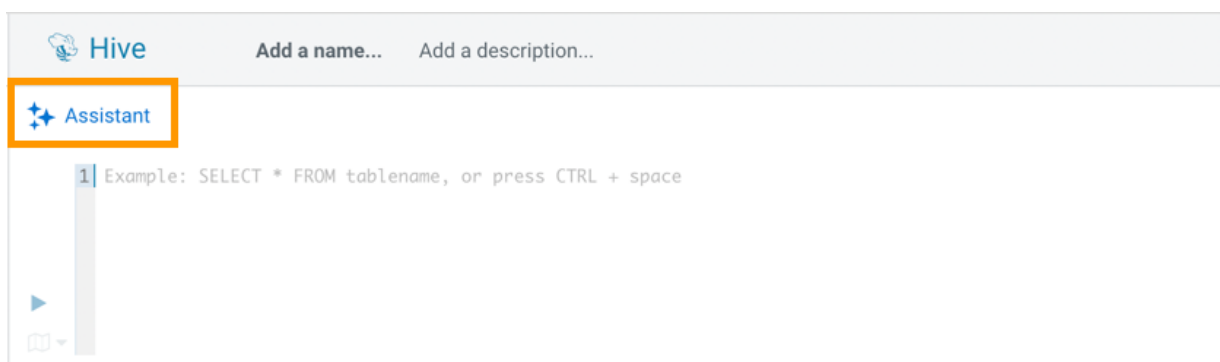 Hive Add a name... Add a description...
Assistant
1 Example: SELECT * FROM tablename, or press CTRL + space